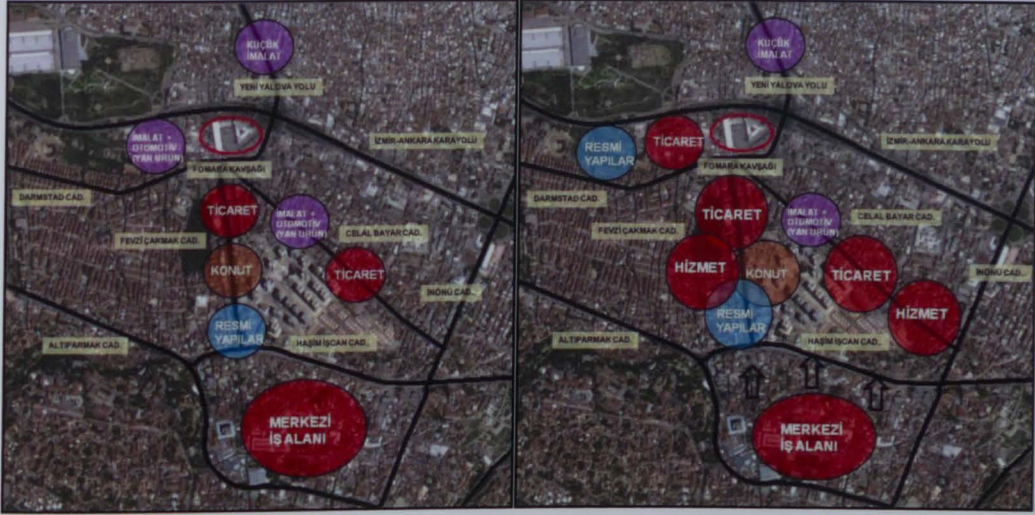 KÜÇÜK
İMALAT
YENİ YALOVA YOLU
İMALAT +
OTOMOTİV
(YAN ÜRÜN)
İZMİR-ANKARA KARAYOLU
FOMARA KAVŞAĞI
DARMSTAD CAD.
TİCARET
İMALAT +
OTOMOTİV
(YAN ÜRÜN)
CELAL BAYAR CAD.
FEVZİ ÇAKMAK CAD.
KONUT
TİCARET
İNÖNÜ CAD.
RESMİ
YAPILAR
ALTIPARMAK CAD.
HAŞİM İŞCAN CAD.
MERKEZİ
İŞ ALANI
KÜÇÜK
İMALAT
YENİ YALOVA YOLU
RESMİ
YAPILAR
TİCARET
İZMİR-ANKARA KARAYOLU
FOMARA KAVŞAĞI
DARMSTAD CAD.
TİCARET
İMALAT +
OTOMOTİV
(YAN ÜRÜN)
CELAL BAYAR CAD.
FEVZİ ÇAKMAK CAD.
HİZMET
KONUT
TİCARET
İNÖNÜ CAD.
RESMİ
YAPILAR
HİZMET
ALTIPARMAK CAD.
HAŞİM İŞCAN CAD.
MERKEZİ
İŞ ALANI